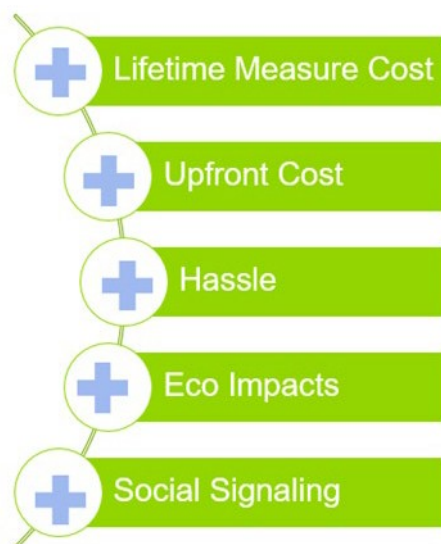 Lifetime Measure Cost
Upfront Cost
Hassle
Eco Impacts
Social Signaling